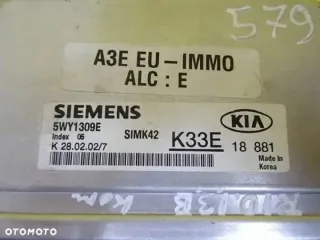 579
A3E EU-IMMO
ALC : E
SIEMENS
5WY1309E
Index 06
SIMK42
K33E
KIA
18 881
K 28.02.02/7
Made in
Korea
OTOMOTO